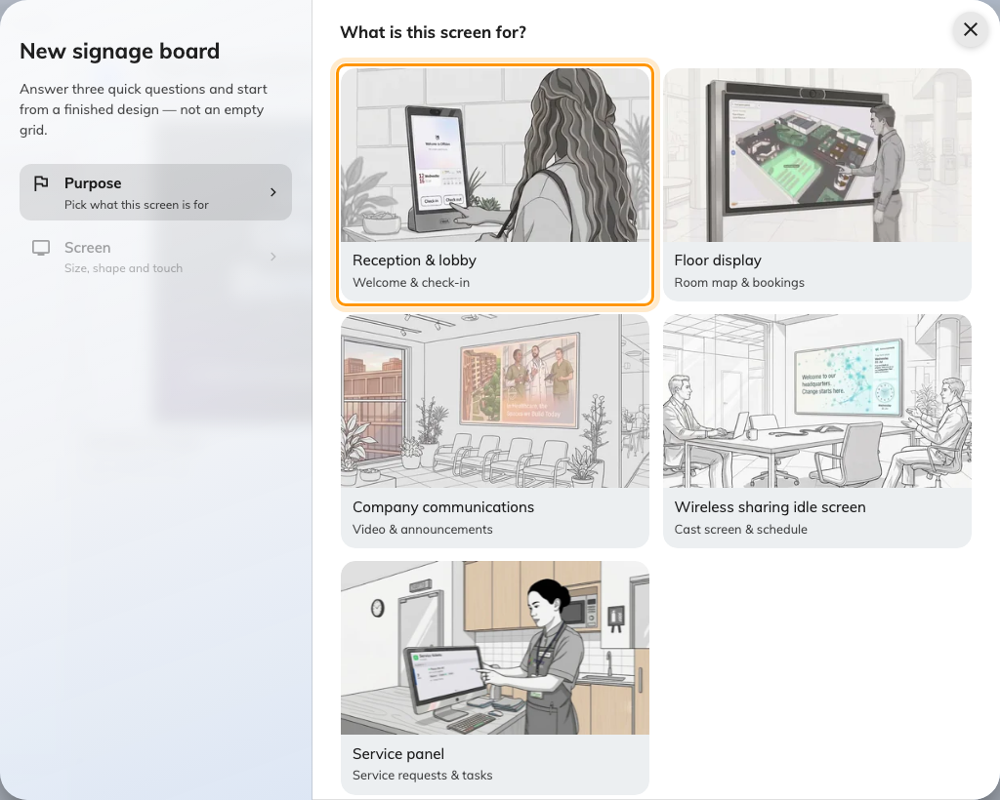 New signage board
Answer three quick questions and start
from a finished design — not an empty
grid.
Purpose
Pick what this screen is for
Screen
Size, shape and touch
What is this screen for?
Check in
Check out
Reception & lobby
Welcome & check-in
Floor display
Room map & bookings
Company communications
Video & announcements
Welcome to our
headquarters.
Change starts here.
Wireless sharing idle screen
Cast screen & schedule
Service panel
Service requests & tasks